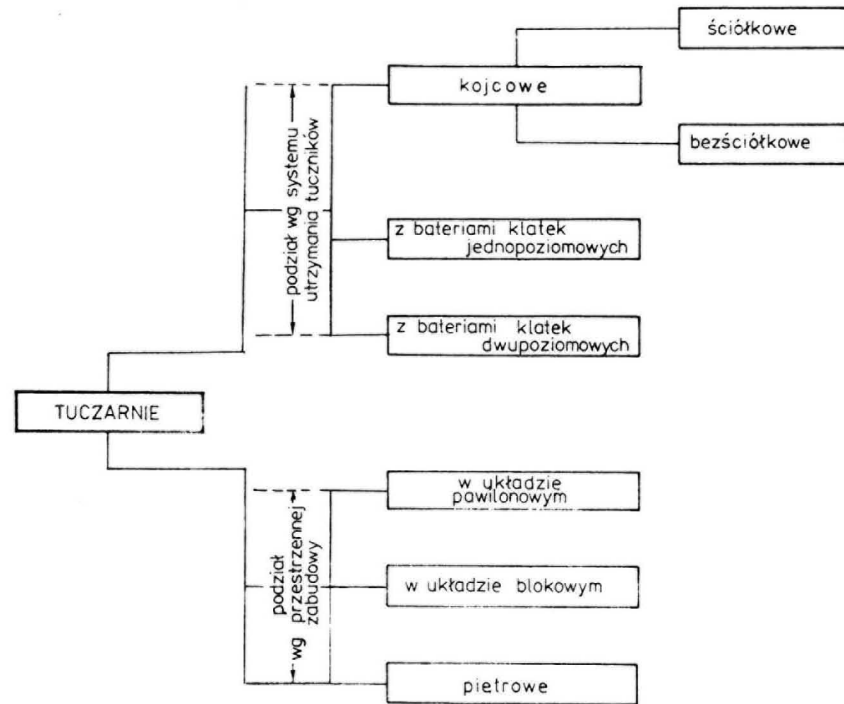 ściółkowe
kojcowe
bezściółkowe
podział wg systemu
utrzymania tuczników
z bateriami klatek
jednopoziomowych
z bateriami klatek
dwupoziomowych
TUCZARNIE
w układzie
pawilonowym
podział
wg przestrzennej
zabudowy
w układzie blokowym
piętrowe